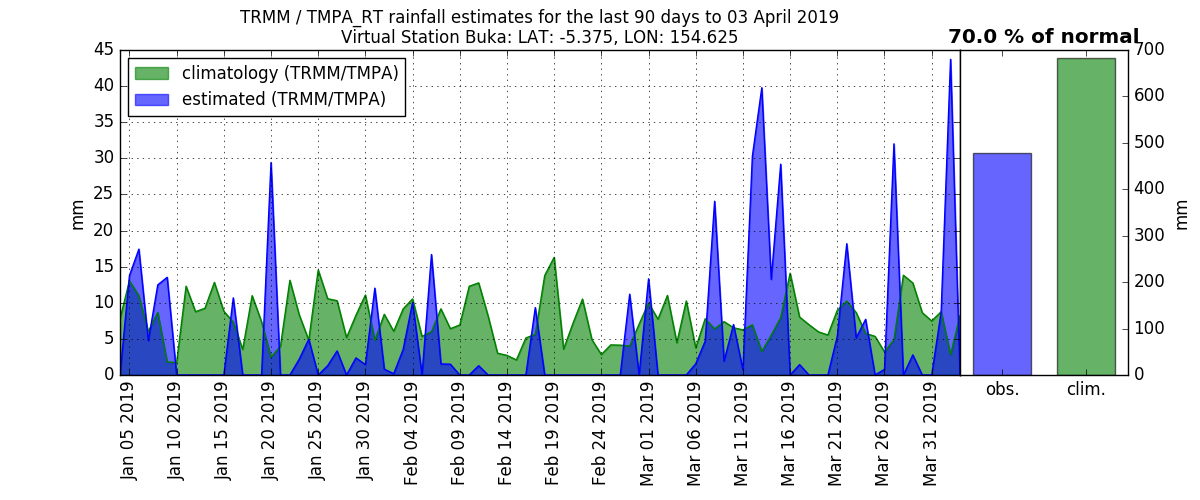 TRMM / TMPA_RT rainfall estimates for the last 90 days to 03 April 2019
Virtual Station Buka: LAT: -5.375, LON: 154.625
70.0 % of normal
climatology (TRMM/TMPA)
estimated (TRMM/TMPA)
45
40
35
30
25
20
15
10
5
0
mm
Jan 05 2019
Jan 10 2019
Jan 15 2019
Jan 20 2019
Jan 25 2019
Jan 30 2019
Feb 04 2019
Feb 09 2019
Feb 14 2019
Feb 19 2019
Feb 24 2019
Mar 01 2019
Mar 06 2019
Mar 11 2019
Mar 16 2019
Mar 21 2019
Mar 26 2019
Mar 31 2019
obs.
clim.
700
600
500
400
300
200
100
0
mm